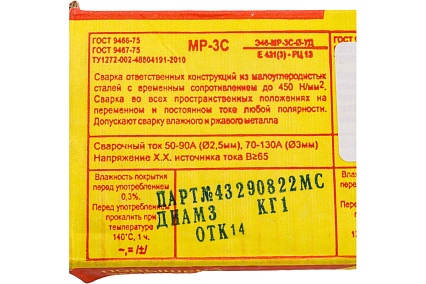 ГОСТ 9466-75
ГОСТ 9467-75
ТУ1272-002-48804191-2010
МР-3С
Э46-МР-3С-Ø-УД
Е 431(3) - РЦ 13
Сварка ответственных конструкций из малоуглеродистых
сталей с временным сопротивлением до 450 Н/мм².
Сварка во всех пространственных положениях на
переменном и постоянном токе любой полярности.
Допускают сварку влажного и ржавого металла
Сварочный ток 50-90А (Ø2,5мм), 70-130А (Ø3мм)
Напряжение Х.Х. источника тока В≥65
Влажность покрытия
перед употреблением
0,3%.
Перед употреблением
прокалить при
температуре
140°С, 1 ч.
~,= /±/
ПАРТ№43290822МС
ДИАМ3 КГ1
ОТК14
ГОСТ 9
ГОСТ 9